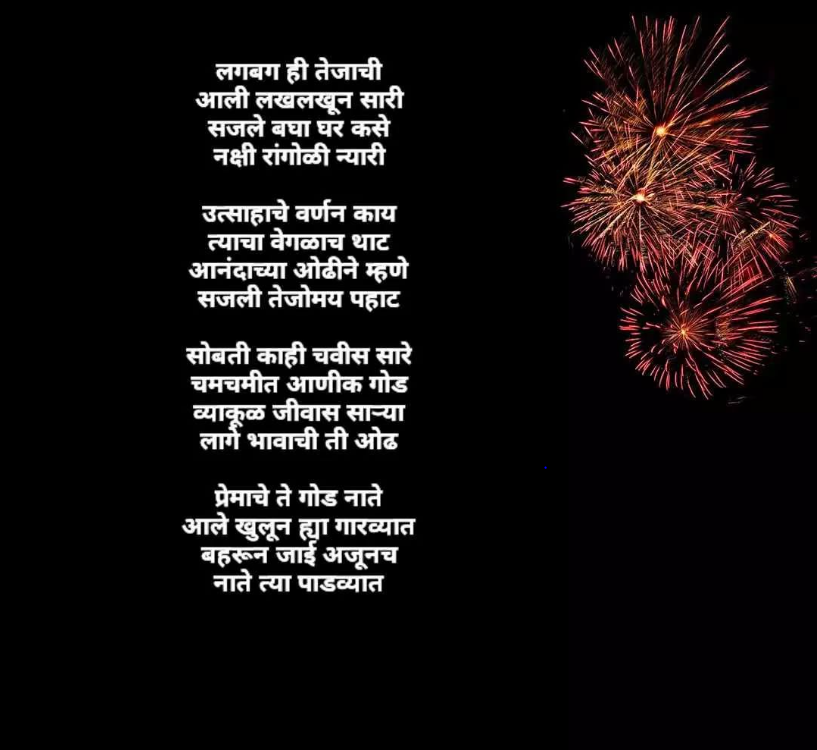 लगबग ही तेजाची
आली लखलखून सारी
सजले बघा घर कसे
नक्षी रांगोळी न्यारी
उत्साहाचे वर्णन काय
त्याचा वेगळाच थाट
आनंदाच्या ओढीने म्हणे
सजली तेजोमय पहाट
सोबती काही चवीस सारे
चमचमीत आणीक गोड
व्याकूळ जीवास साऱ्या
लागे भावाची ती ओढ
प्रेमाचे ते गोड नाते
आले खुलून ह्या गारव्यात
बहरून जाई अजूनच
नाते त्या पाडव्यात